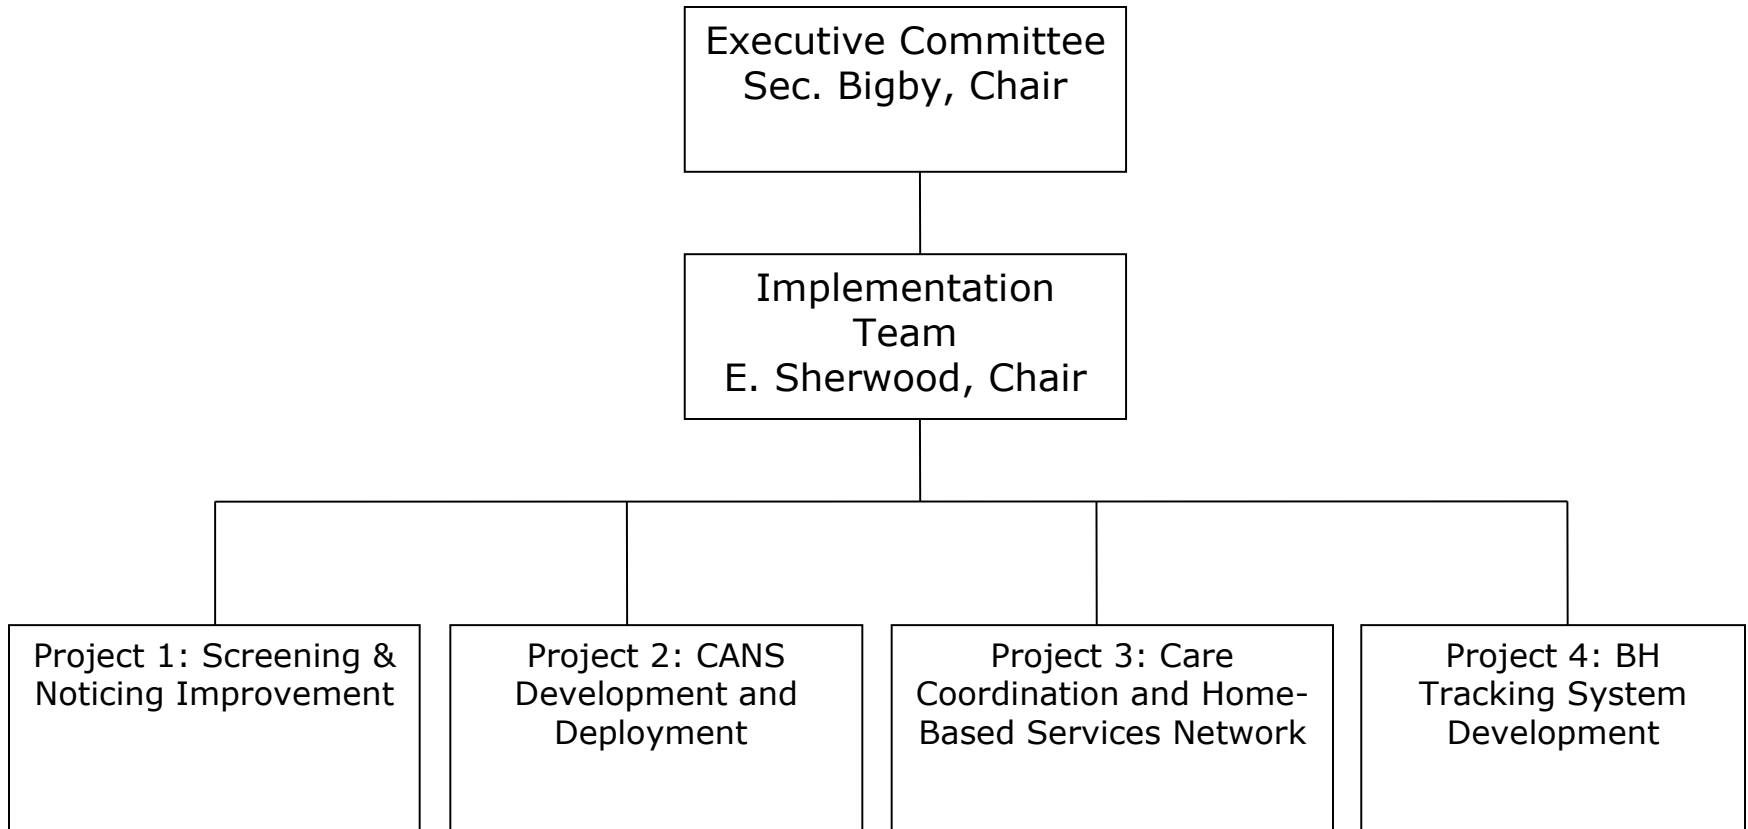 Executive Committee
Sec. Bigby, Chair
Implementation
Team
E. Sherwood, Chair
Project 1: Screening &
Noticing Improvement
Project 2: CANS
Development and
Deployment
Project 3: Care
Coordination and Home-
Based Services Network
Project 4: BH
Tracking System
Development